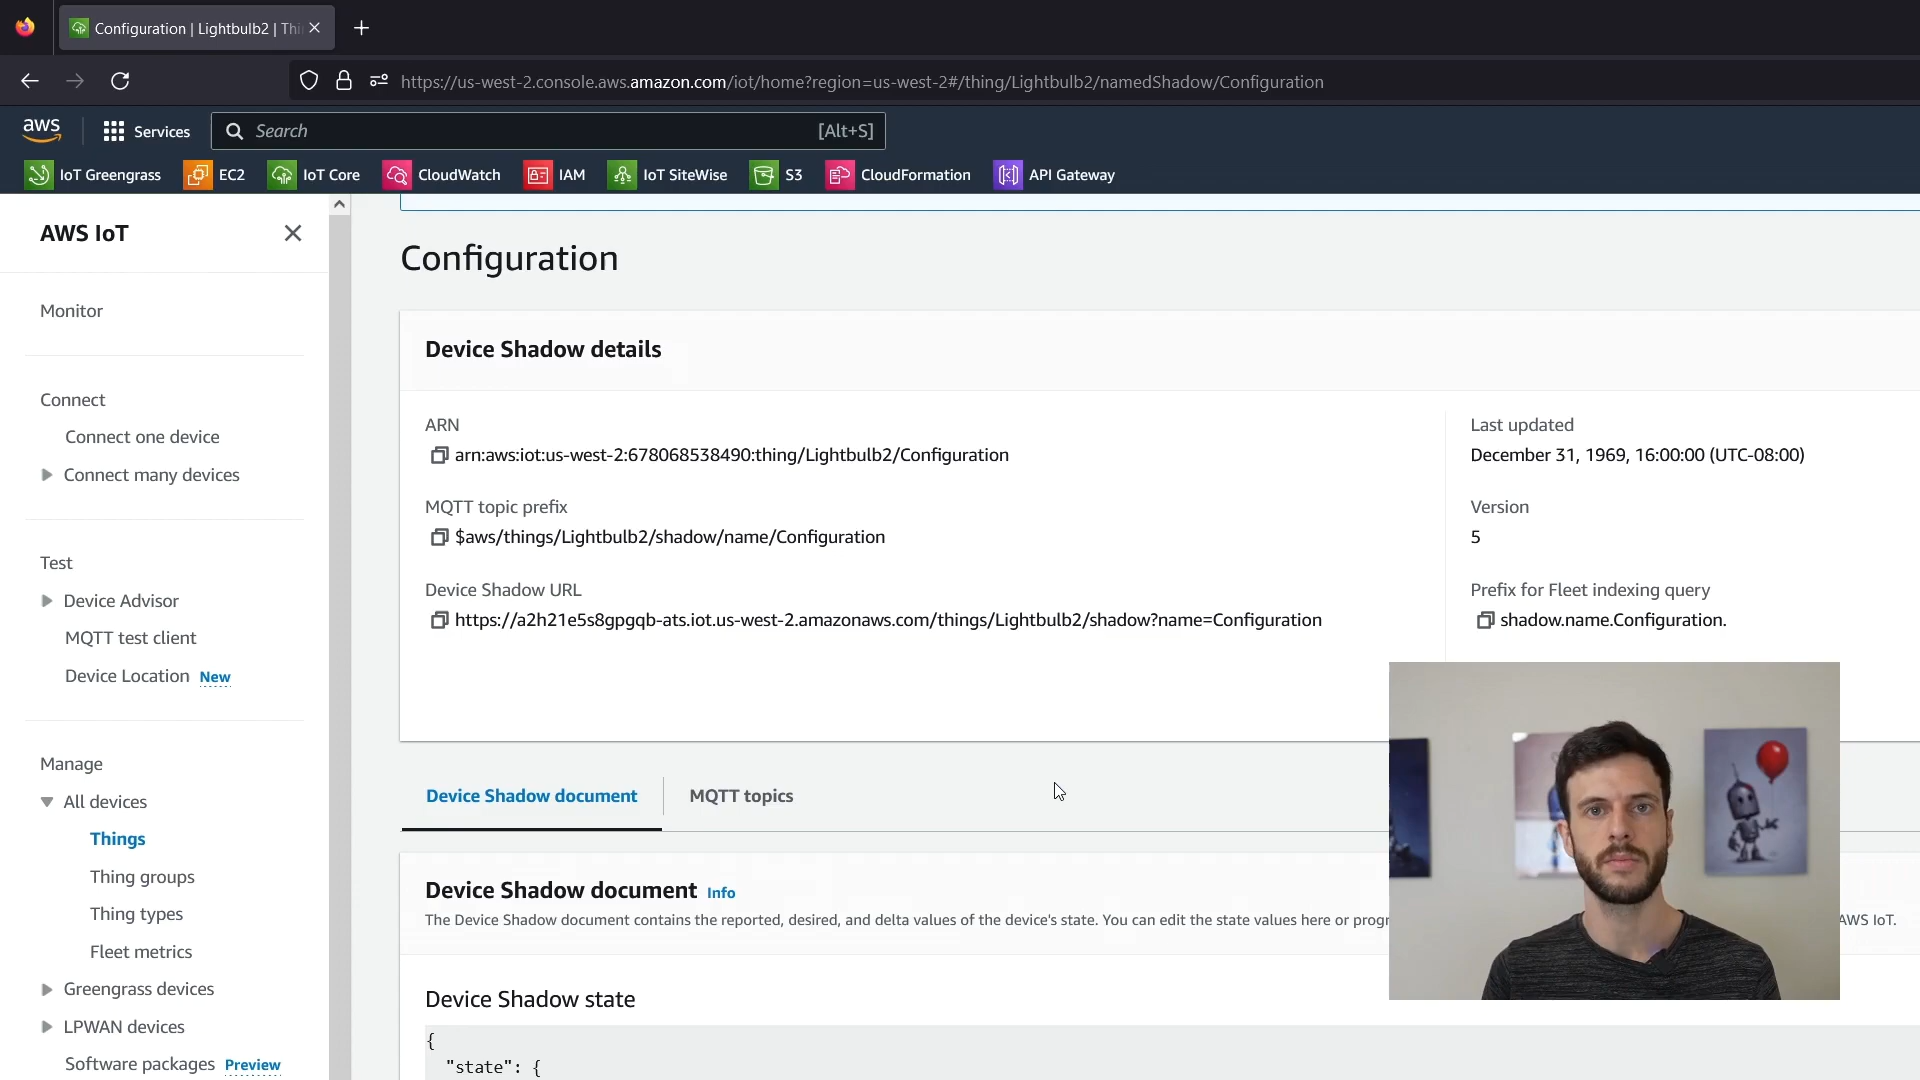 Configuration | Lightbulb2 | Thi
https://us-west-2.console.aws.amazon.com/iot/home?region=us-west-2#/thing/Lightbulb2/namedShadow/Configuration
aws
Services
Search
[Alt+S]
IoT Greengrass
EC2
IoT Core
CloudWatch
IAM
IoT SiteWise
S3
CloudFormation
API Gateway
AWS IoT
Monitor
Connect
Connect one device
Connect many devices
Test
Device Advisor
MQTT test client
Device Location New
Manage
All devices
Things
Thing groups
Thing types
Fleet metrics
Greengrass devices
LPWAN devices
Software packages Preview
Configuration
Device Shadow details
ARN
arn:aws:iot:us-west-2:678068538490:thing/Lightbulb2/Configuration
MQTT topic prefix
$aws/things/Lightbulb2/shadow/name/Configuration
Device Shadow URL
https://a2h21e5s8gpgqb-ats.iot.us-west-2.amazonaws.com/things/Lightbulb2/shadow?name=Configuration
Last updated
December 31, 1969, 16:00:00 (UTC-08:00)
Version
5
Prefix for Fleet indexing query
shadow.name.Configuration.
Device Shadow document
MQTT topics
Device Shadow document Info
The Device Shadow document contains the reported, desired, and delta values of the device's state. You can edit the state values here or progr AWS IoT.
Device Shadow state
{
"state": {